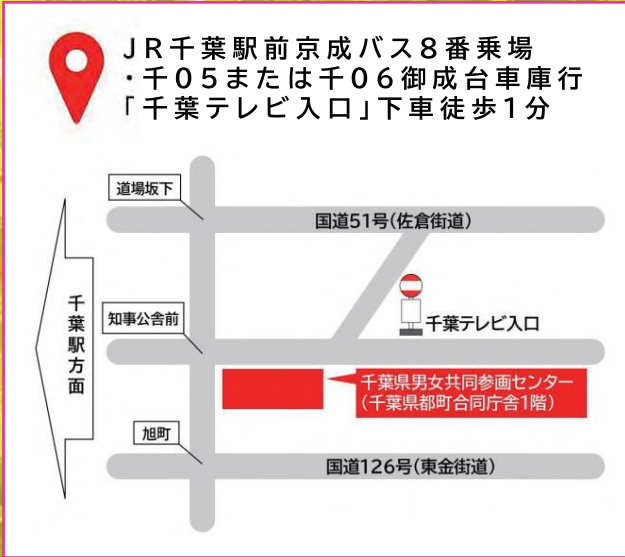 JR千葉駅前京成バス8番乗場
・千05または千06御成台車庫行
「千葉テレビ入口」下車徒歩1分
道場坂下
国道51号(佐倉街道)
千葉駅方面
知事公舎前
千葉テレビ入口
千葉県男女共同参画センター
(千葉県都町合同庁舎1階)
旭町
国道126号(東金街道)